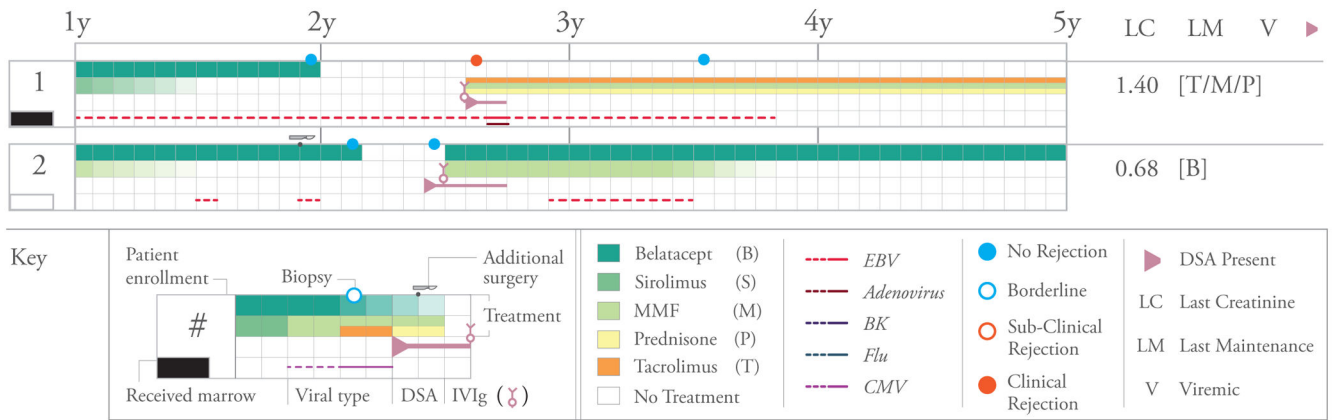 1y 2y 3y 4y 5y LC LM V
1 1.40 [T/M/P]
2 0.68 [B]
Key
Patient enrollment
Biopsy
Additional surgery
#
Treatment
Received marrow
Viral type
DSA
IVIg ( )
Belatacept (B)
Sirolimus (S)
MMF (M)
Prednisone (P)
Tacrolimus (T)
No Treatment
EBV
Adenovirus
BK
Flu
CMV
No Rejection
Borderline
Sub-Clinical
Rejection
Clinical
Rejection
DSA Present
LC Last Creatinine
LM Last Maintenance
V Viremic